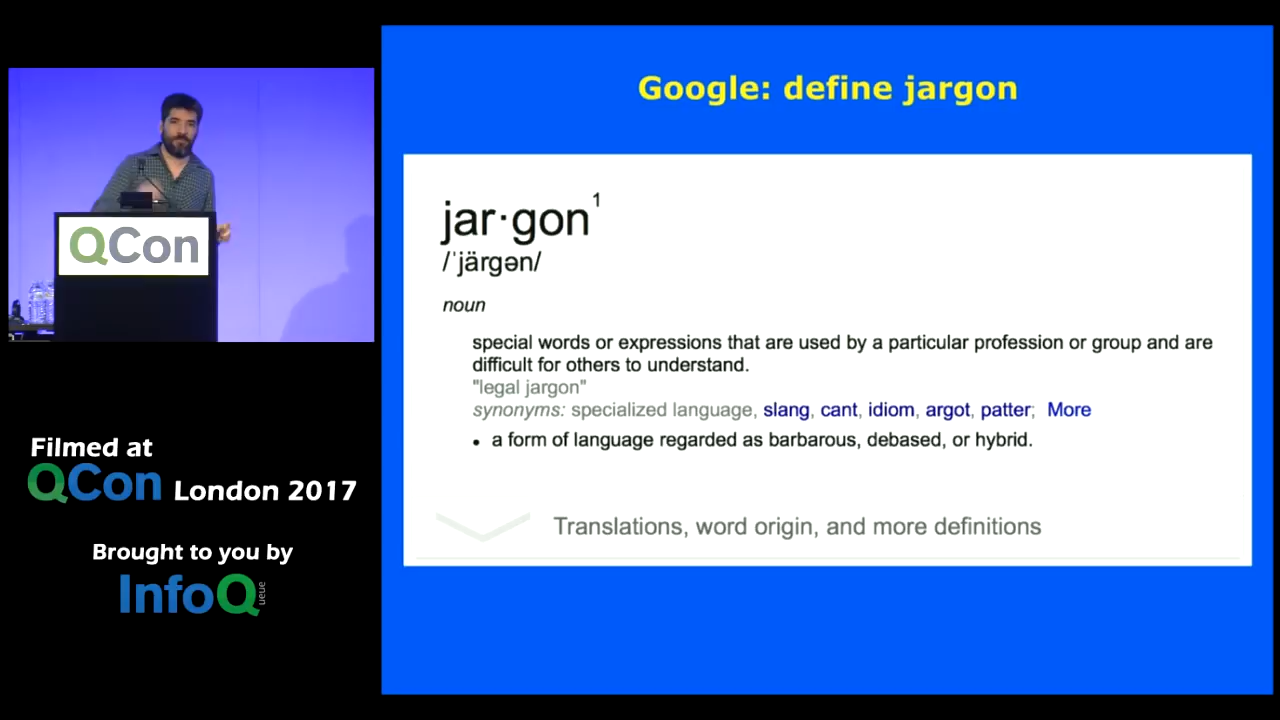 Google: define jargon
jar·gon1
/ˈjärgən/
noun
special words or expressions that are used by a particular profession or group and are
difficult for others to understand.
"legal jargon"
synonyms: specialized language, slang, cant, idiom, argot, patter; More
• a form of language regarded as barbarous, debased, or hybrid.
Translations, word origin, and more definitions
QCon
Filmed at
QCon London 2017
Brought to you by
InfoQueue